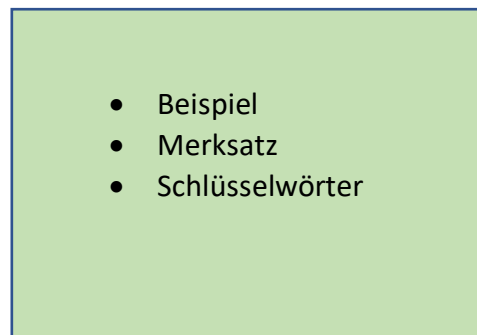 • Beispiel
• Merksatz
• Schlüsselwörter